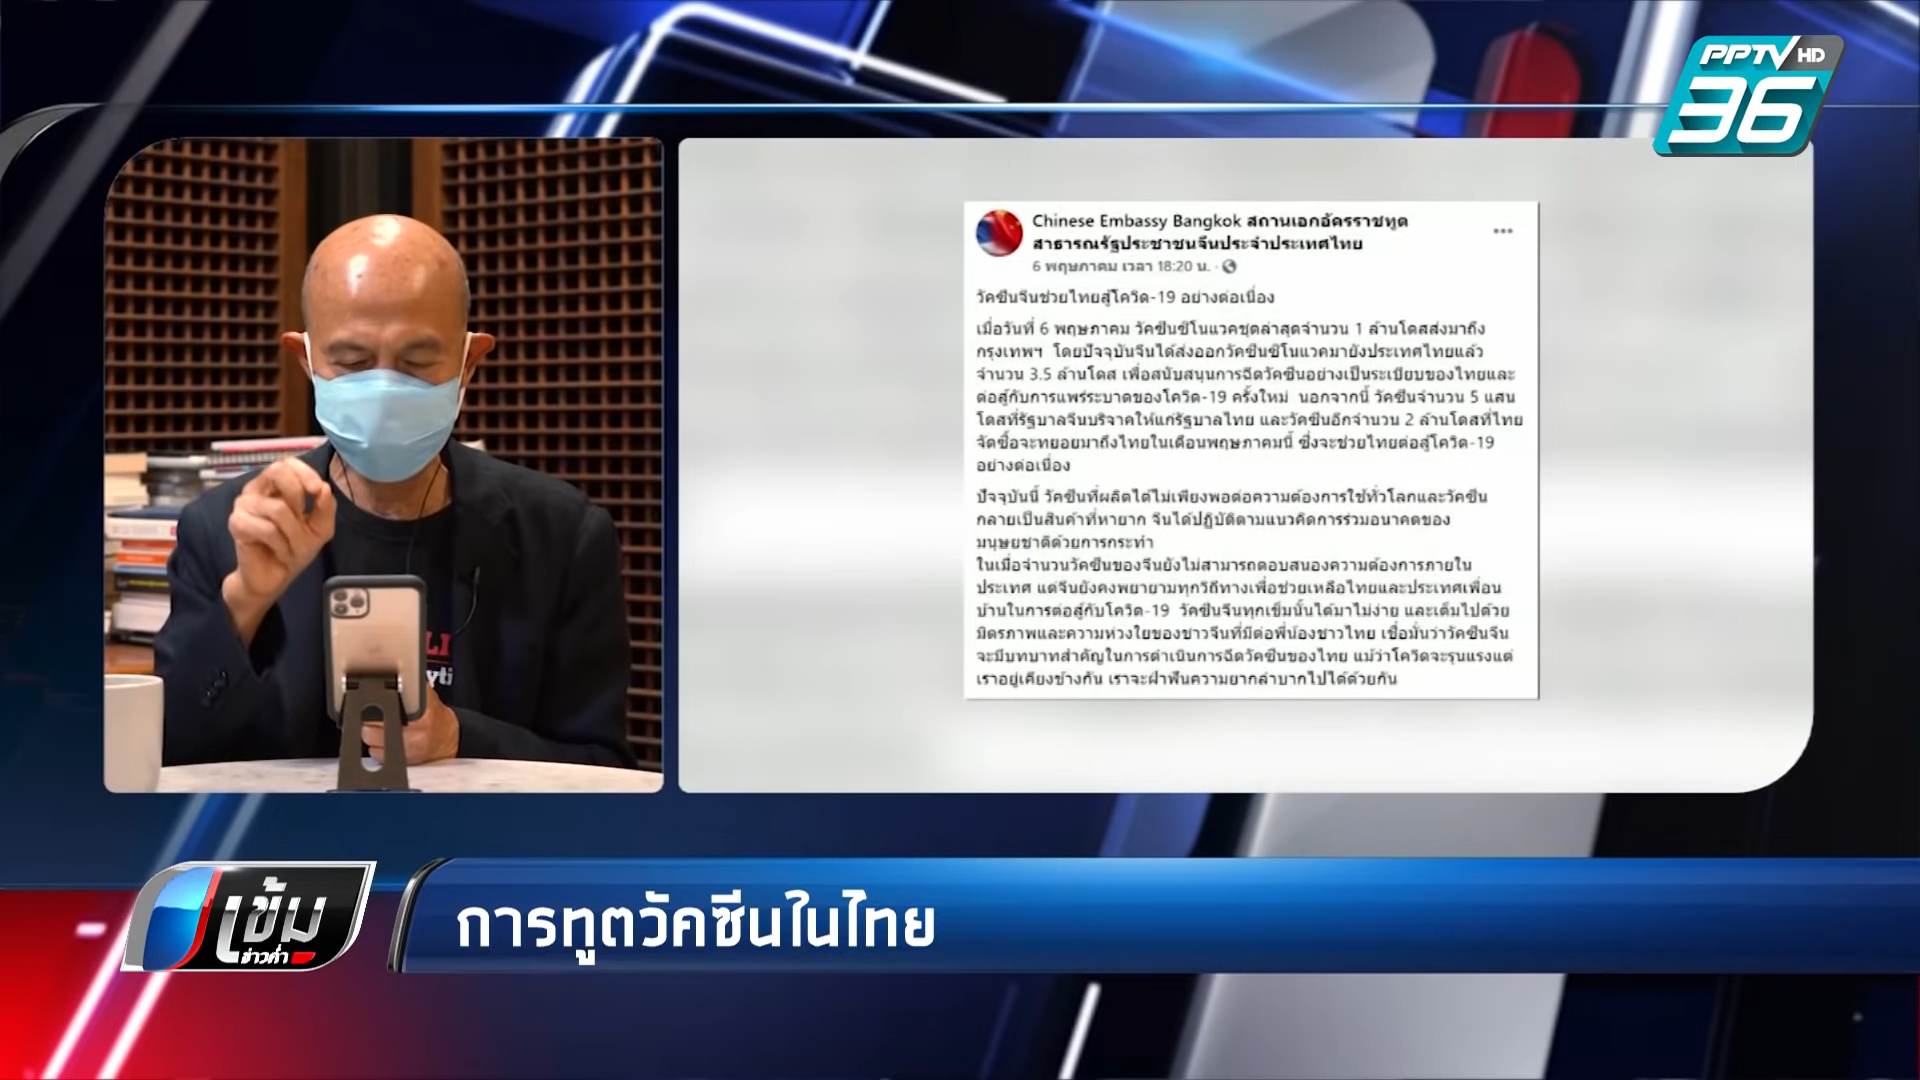 PPTV HD
36
Chinese Embassy Bangkok สถานเอกอัครราชทูต
สาธารณรัฐประชาชนจีนประจำประเทศไทย
6 พฤษภาคม เวลา 18:20 น.
วัคซีนจีนช่วยไทยสู้โควิด-19 อย่างต่อเนื่อง
เมื่อวันที่ 6 พฤษภาคม วัคซีนซิโนแวคชุดล่าสุดจำนวน 1 ล้านโดสส่งมาถึง
กรุงเทพฯ โดยปัจจุบันจีนได้ส่งออกวัคซีนซิโนแวคมายังประเทศไทยแล้ว
จำนวน 3.5 ล้านโดส เพื่อสนับสนุนการฉีดวัคซีนอย่างเป็นระเบียบของไทยและ
ต่อสู้กับการแพร่ระบาดของโควิด-19 ครั้งใหม่ นอกจากนี้ วัคซีนจำนวน 5 แสน
โดสที่รัฐบาลจีนบริจาคให้แก่รัฐบาลไทย และวัคซีนอีกจำนวน 2 ล้านโดสที่ไทย
จัดซื้อจะทยอยมาถึงไทยในเดือนพฤษภาคมนี้ ซึ่งจะช่วยไทยต่อสู้โควิด-19
อย่างต่อเนื่อง
ปัจจุบันนี้ วัคซีนที่ผลิตได้ไม่เพียงพอต่อความต้องการใช้ทั่วโลกและวัคซีน
กลายเป็นสินค้าที่หายาก จีนได้ปฏิบัติตามแนวคิดการร่วมอนาคตของ
มนุษยชาติด้วยการกระทำ
ในเมื่อจำนวนวัคซีนของจีนยังไม่สามารถตอบสนองความต้องการภายใน
ประเทศ แต่จีนยังคงพยายามทุกวิถีทางเพื่อช่วยเหลือไทยและประเทศเพื่อน
บ้านในการต่อสู้กับโควิด-19 วัคซีนจีนทุกเข็มนั้นได้มาไม่ง่าย และเต็มไปด้วย
มิตรภาพและความห่วงใยของชาวจีนที่มีต่อพี่น้องชาวไทย เชื่อมั่นว่าวัคซีนจีน
จะมีบทบาทสำคัญในการดำเนินการฉีดวัคซีนของไทย แม้ว่าโควิดจะรุนแรงแต่
เราอยู่เคียงข้างกัน เราจะฝ่าฟันความยากลำบากไปได้ด้วยกัน
เข้ม
ข่าวค่ำ
การทูตวัคซีนในไทย